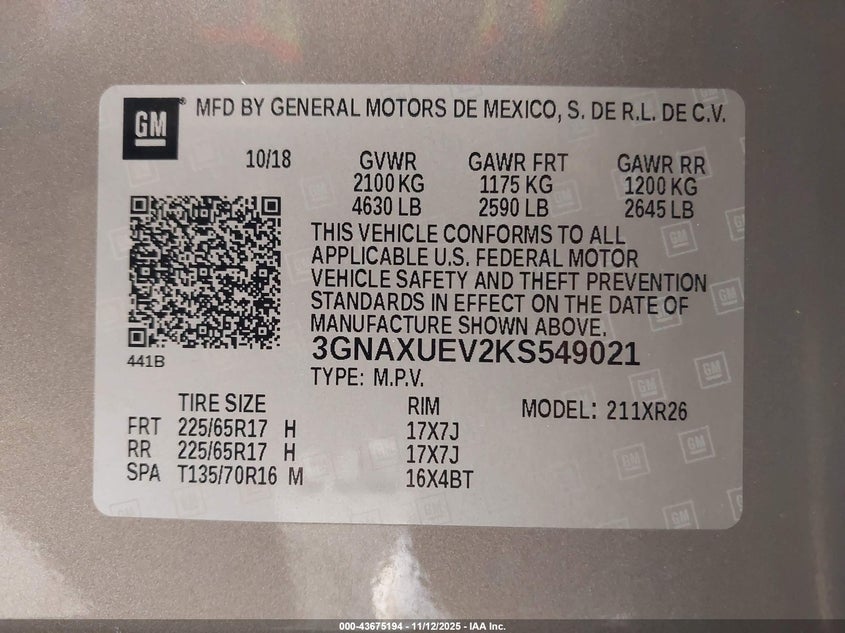 GM® MFD BY GENERAL MOTORS DE MEXICO, S. DE R.L. DE C.V.
10/18 GVWR GAWR FRT GAWR RR
2100 KG 1175 KG 1200 KG
4630 LB 2590 LB 2645 LB
THIS VEHICLE CONFORMS TO ALL
APPLICABLE U.S. FEDERAL MOTOR
VEHICLE SAFETY AND THEFT PREVENTION
STANDARDS IN EFFECT ON THE DATE OF
MANUFACTURE SHOWN ABOVE.
441B
3GNAXUEV2KS549021
TYPE: M.P.V.
TIRE SIZE RIM MODEL: 211XR26
FRT 225/65R17 H 17X7J
RR 225/65R17 H 17X7J
SPA T135/70R16 M 16X4BT
000-43675194 - 11/12/2025 - IAA Inc.